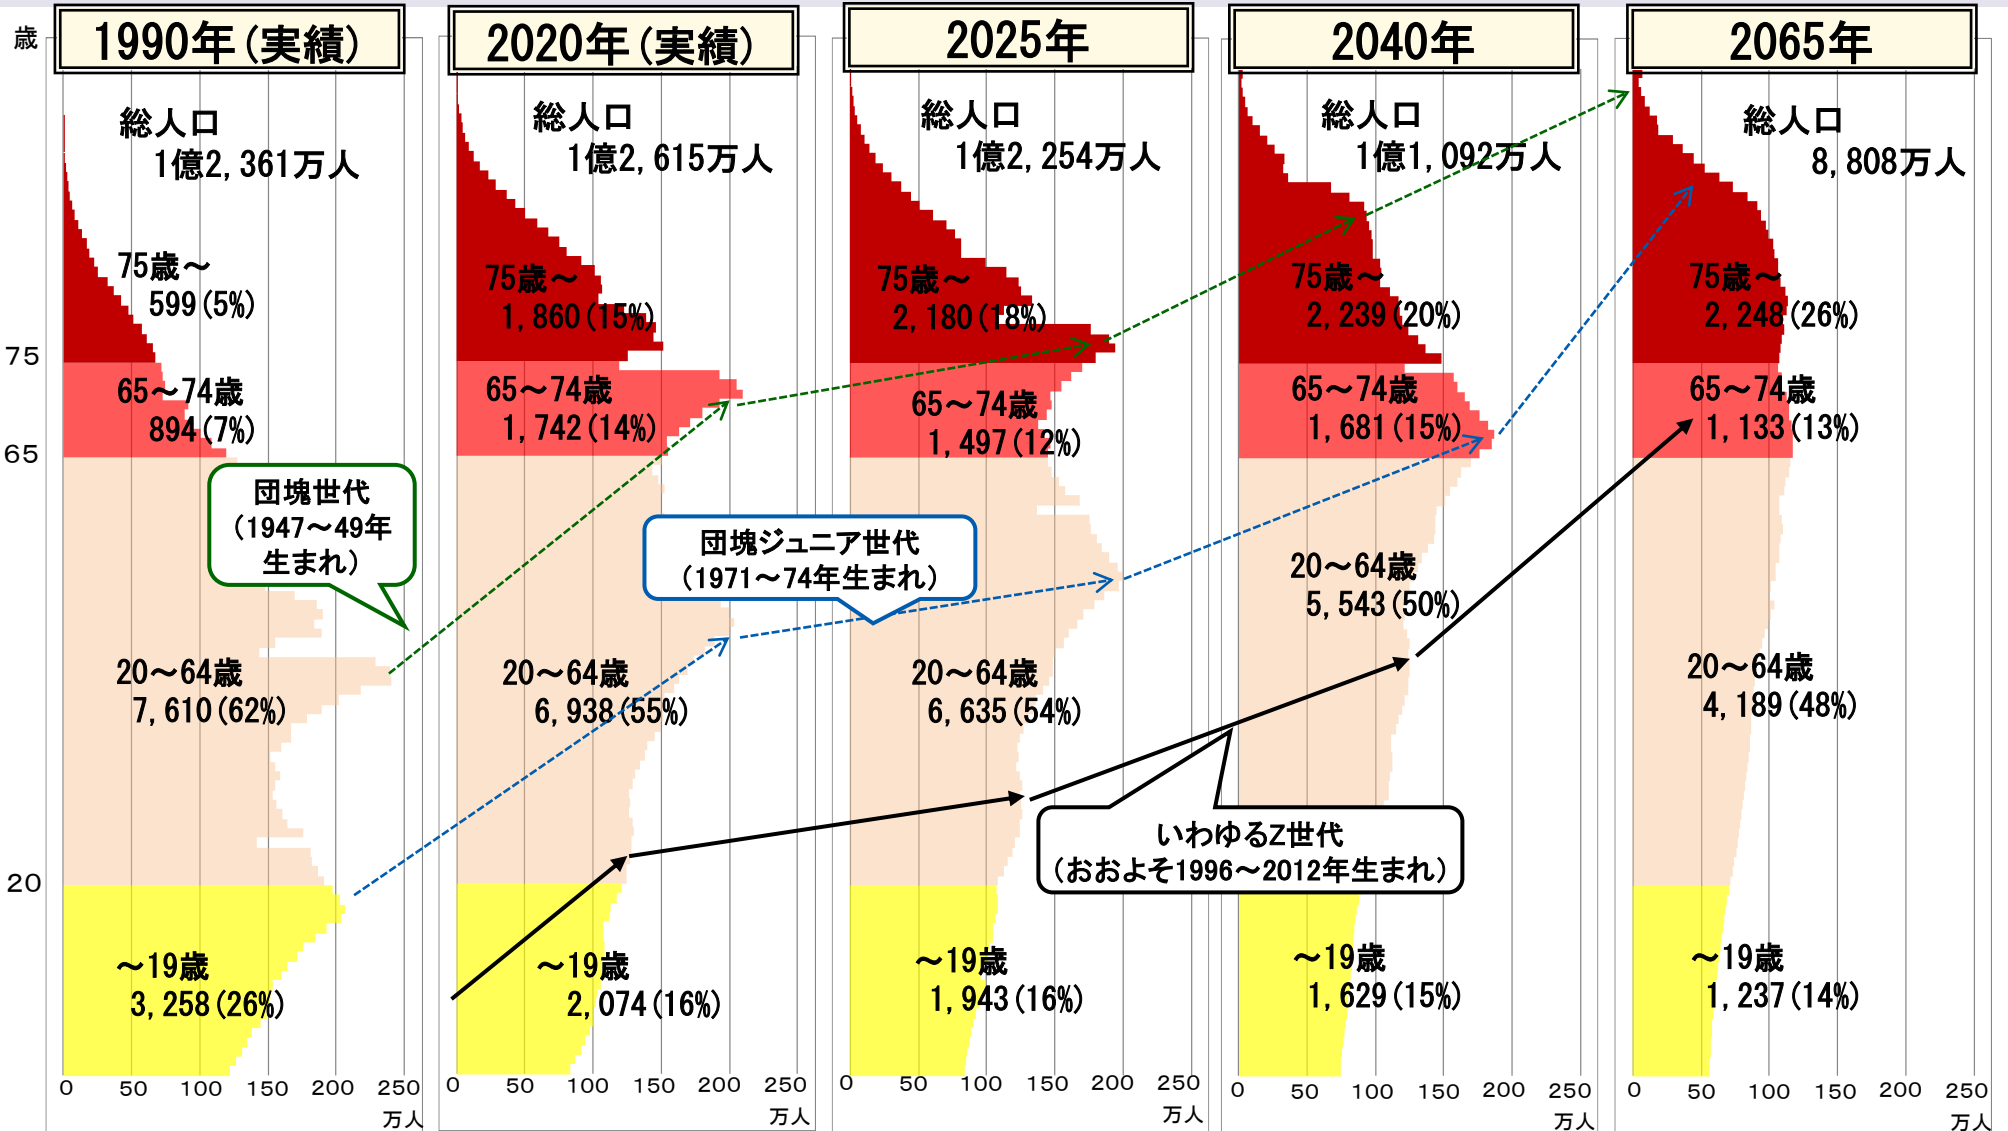 歳
1990年(実績)
総人口
1億2,361万人
75歳～
599(5%)
65～74歳
894(7%)
団塊世代
(1947～49年
生まれ)
20～64歳
7,610(62%)
～19歳
3,258(26%)
75
65
20
0 50 100 150 200 250
万人
2020年(実績)
総人口
1億2,615万人
75歳～
1,860(15%)
65～74歳
1,742(14%)
20～64歳
6,938(55%)
～19歳
2,074(16%)
0 50 100 150 200 250
万人
団塊ジュニア世代
(1971～74年生まれ)
2025年
総人口
1億2,254万人
75歳～
2,180(18%)
65～74歳
1,497(12%)
20～64歳
6,635(54%)
～19歳
1,943(16%)
0 50 100 150 200 250
万人
いわゆるZ世代
(おおよそ1996～2012年生まれ)
2040年
総人口
1億1,092万人
75歳～
2,239(20%)
65～74歳
1,681(15%)
20～64歳
5,543(50%)
～19歳
1,629(15%)
0 50 100 150 200 250
万人
2065年
総人口
8,808万人
75歳～
2,248(26%)
65～74歳
1,133(13%)
20～64歳
4,189(48%)
～19歳
1,237(14%)
0 50 100 150 200 250
万人